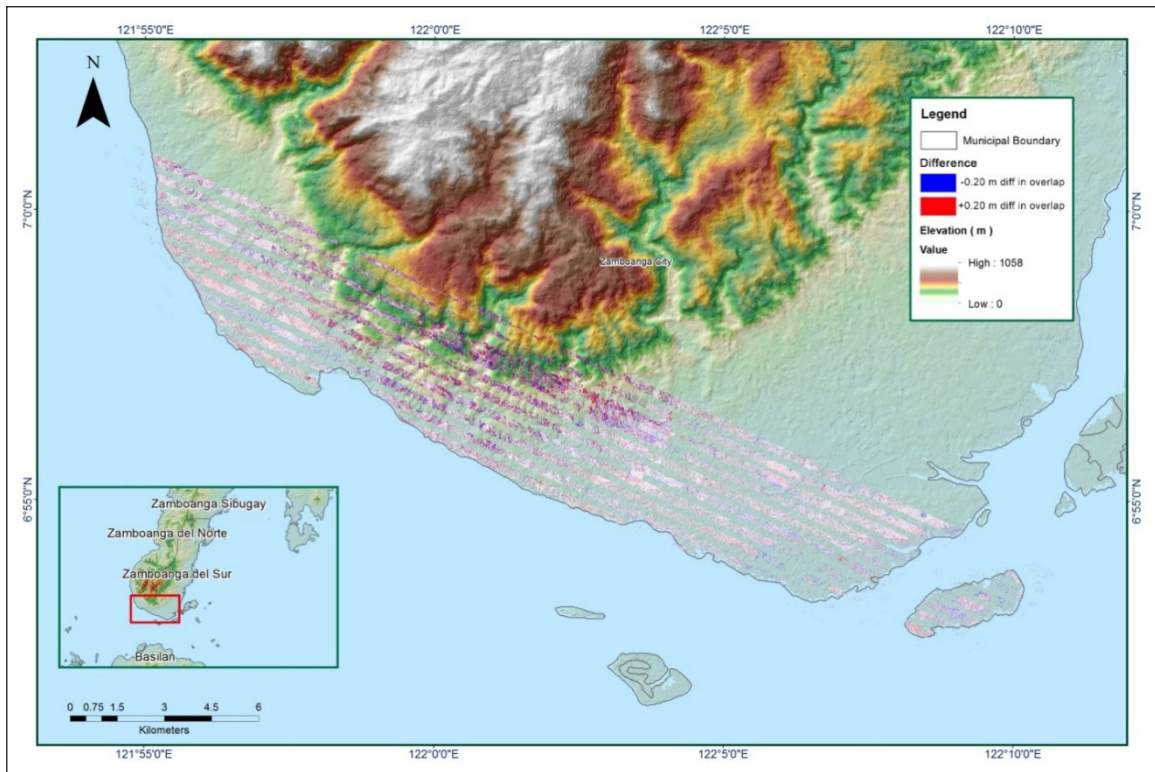 121°55'0"E
122°0'0"E
122°5'0"E
122°10'0"E
N
Legend
Municipal Boundary
Difference
-0.20 m diff in overlap
+0.20 m diff in overlap
Elevation ( m )
Value
High : 1058
Low : 0
7°0'0"N
7°0'0"N
Zamboanga City
6°55'0"N
6°55'0"N
Zamboanga Sibugay
Zamboanga del Norte
Zamboanga del Sur
Basilan
0 0.75 1.5 3 4.5 6
Kilometers
121°55'0"E
122°0'0"E
122°5'0"E
122°10'0"E